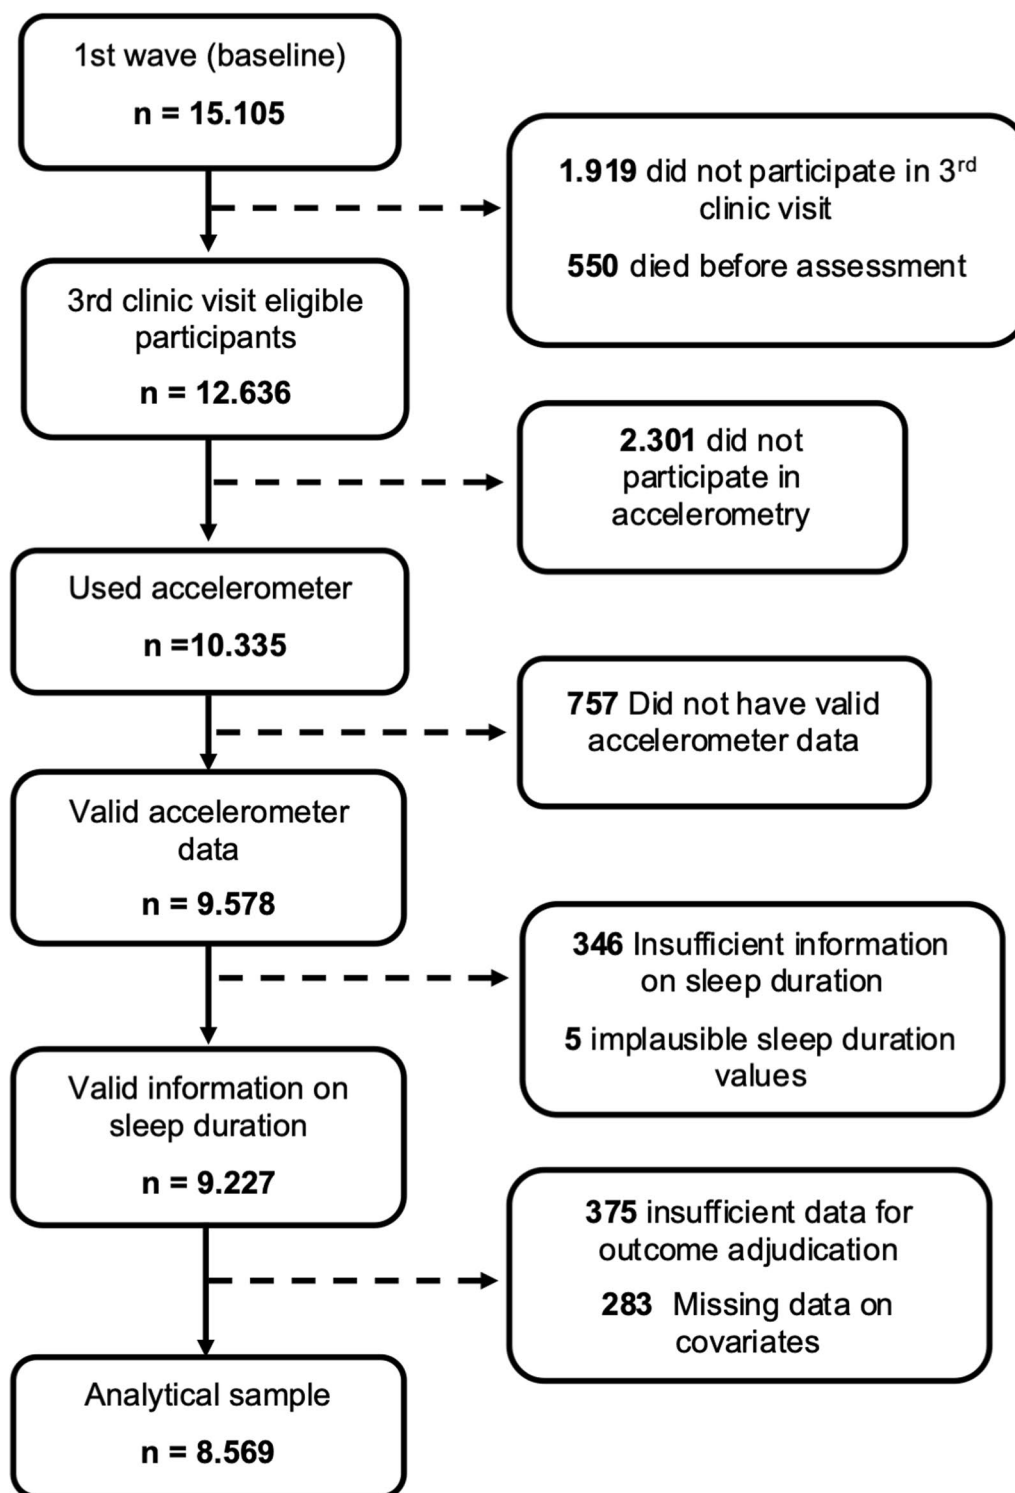 1st wave (baseline)
n = 15.105
1.919 did not participate in 3rd
clinic visit
550 died before assessment
3rd clinic visit eligible
participants
n = 12.636
2.301 did not
participate in
accelerometry
Used accelerometer
n =10.335
757 Did not have valid
accelerometer data
Valid accelerometer
data
n = 9.578
346 Insufficient information
on sleep duration
5 implausible sleep duration
values
Valid information on
sleep duration
n = 9.227
375 insufficient data for
outcome adjudication
283 Missing data on
covariates
Analytical sample
n = 8.569